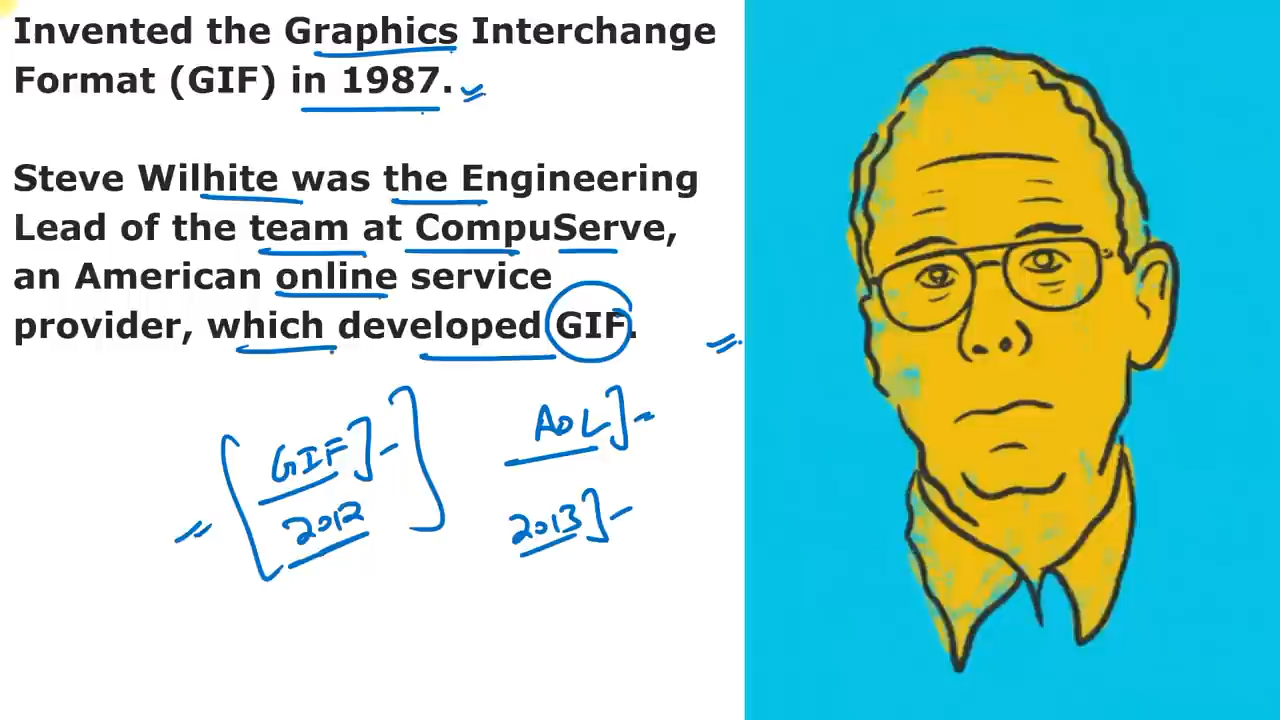 Invented the Graphics Interchange
Format (GIF) in 1987.
Steve Wilhite was the Engineering
Lead of the team at CompuServe,
an American online service
provider, which developed GIF.
GIF
2012
AOL
2013